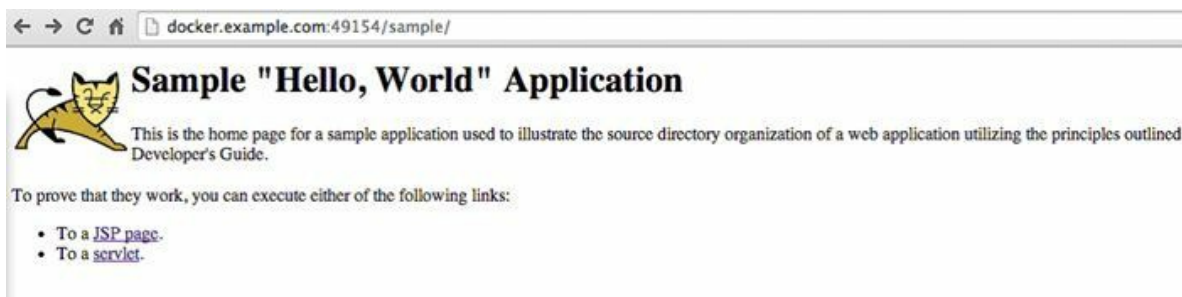 docker.example.com:49154/sample/
Sample "Hello, World" Application
This is the home page for a sample application used to illustrate the source directory organization of a web application utilizing the principles outlined
Developer's Guide.
To prove that they work, you can execute either of the following links:
• To a JSP page.
• To a servlet.